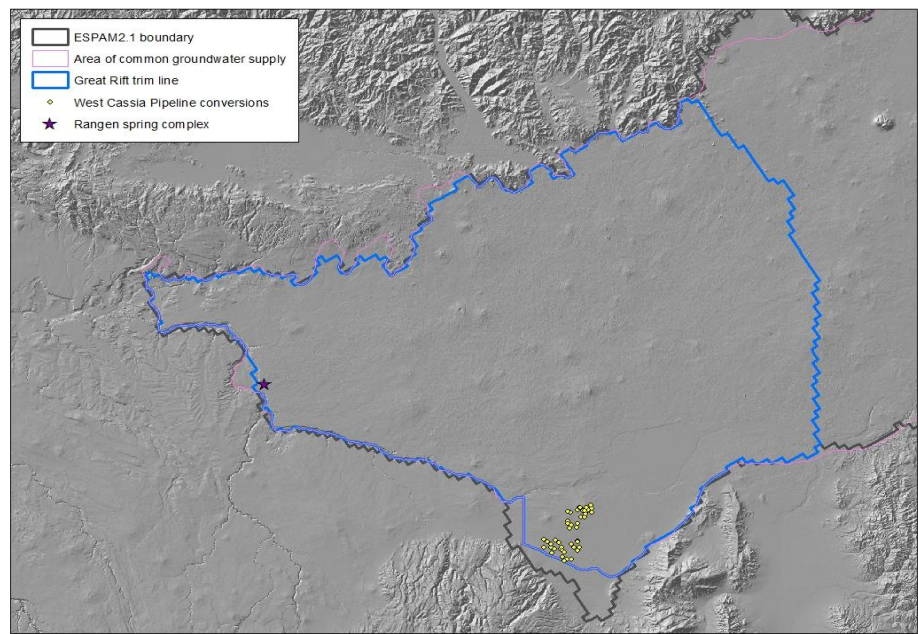 ESPAM2.1 boundary
Area of common groundwater supply
Great Rift trim line
West Cassia Pipeline conversions
Rangen spring complex